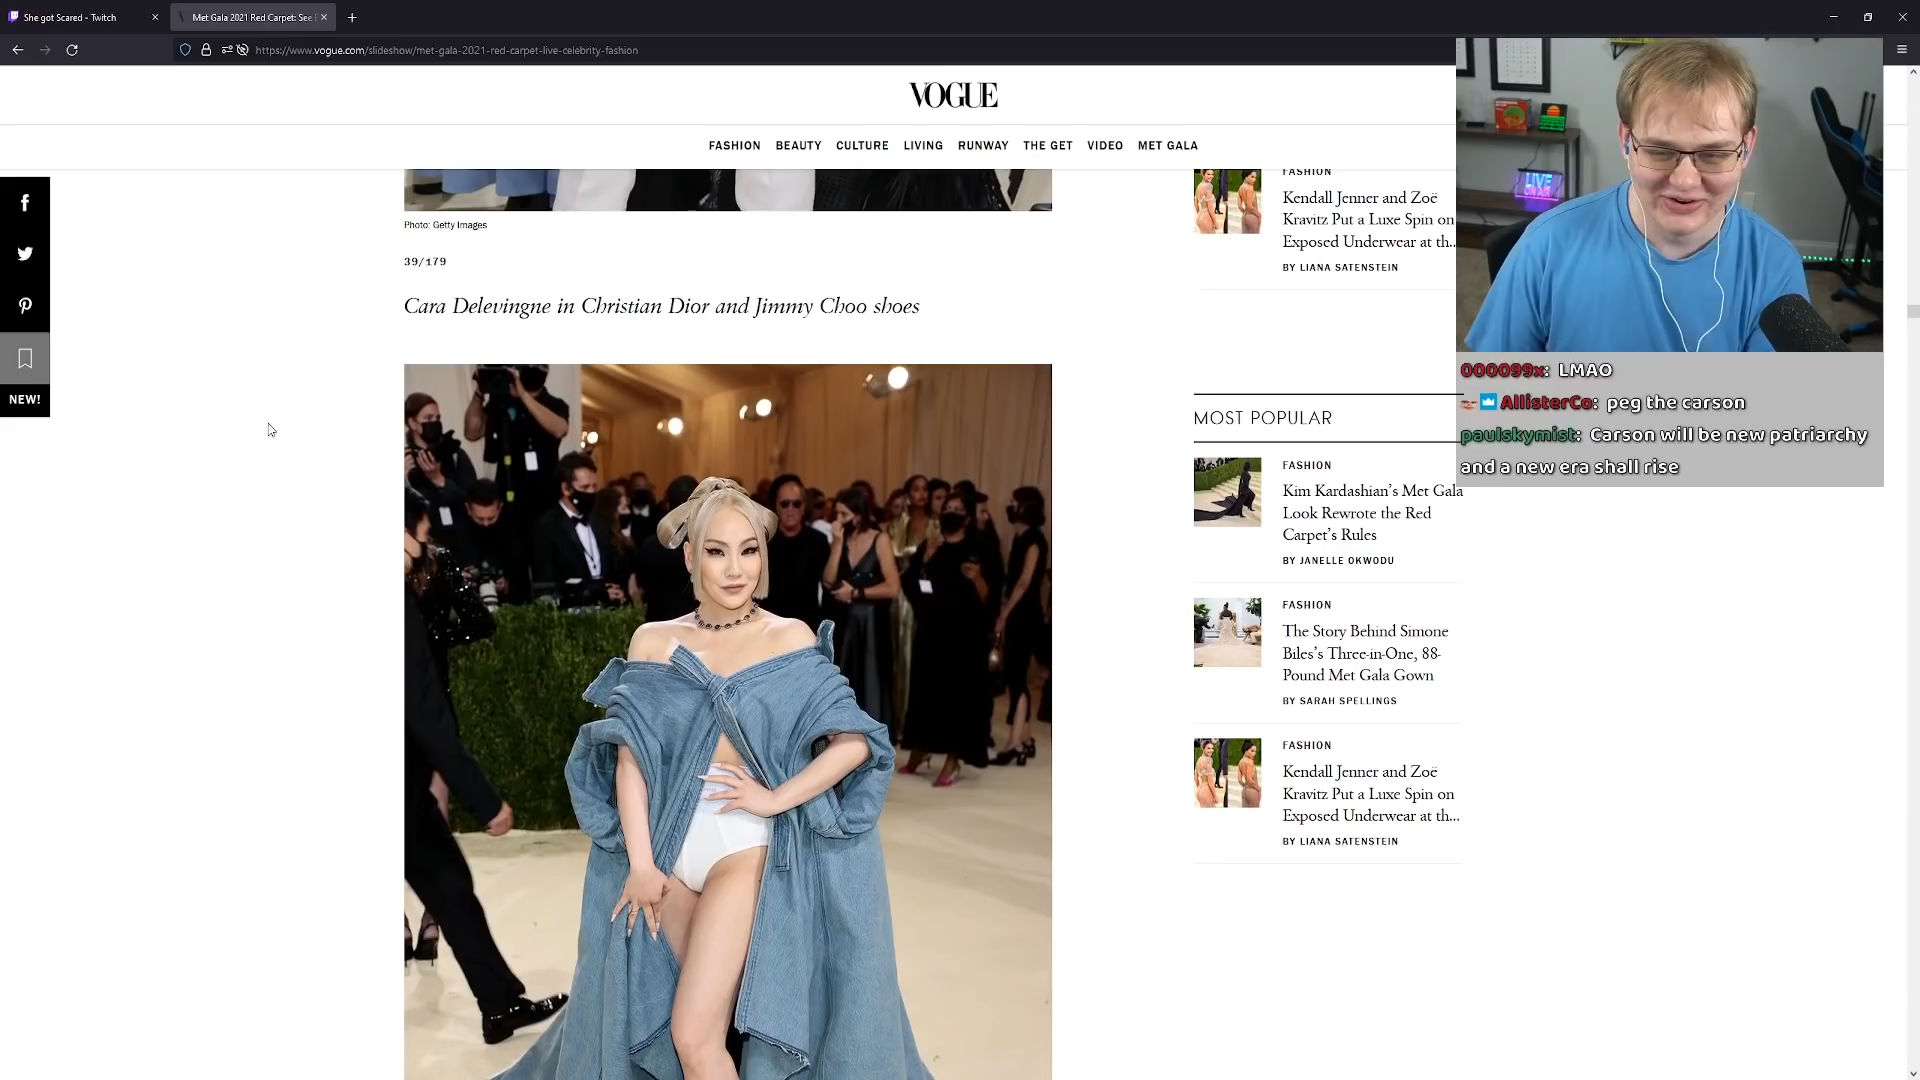 She got Scared - Twitch
Met Gala 2021 Red Carpet: See
https://www.vogue.com/slideshow/met-gala-2021-red-carpet-live-celebrity-fashion
VOGUE
FASHION BEAUTY CULTURE LIVING RUNWAY THE GET VIDEO MET GALA
NEW!
Photo: Getty Images
39/179
Cara Delevingne in Christian Dior and Jimmy Choo shoes
FASHION
Kendall Jenner and Zoë
Kravitz Put a Luxe Spin on
Exposed Underwear at th...
BY LIANA SATENSTEIN
MOST POPULAR
FASHION
Kim Kardashian's Met Gala
Look Rewrote the Red
Carpet's Rules
BY JANELLE OKWODU
FASHION
The Story Behind Simone
Biles's Three-in-One, 88-
Pound Met Gala Gown
BY SARAH SPELLINGS
FASHION
Kendall Jenner and Zoë
Kravitz Put a Luxe Spin on
Exposed Underwear at th...
BY LIANA SATENSTEIN
LIVE
000099x: LMAO
AllisterCo: peg the carson
paulskymist: Carson will be new patriarchy
and a new era shall rise